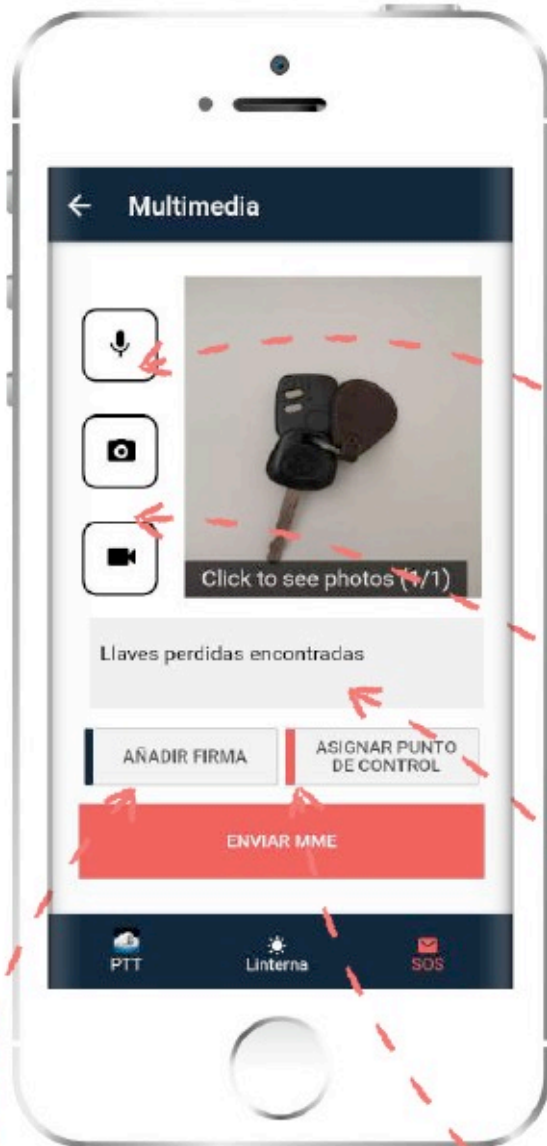 Multimedia
Click to see photos (1/1)
Llaves perdidas encontradas
AÑADIR FIRMA
ASIGNAR PUNTO
DE CONTROL
ENVIAR MME
PTT
Linterna
SOS